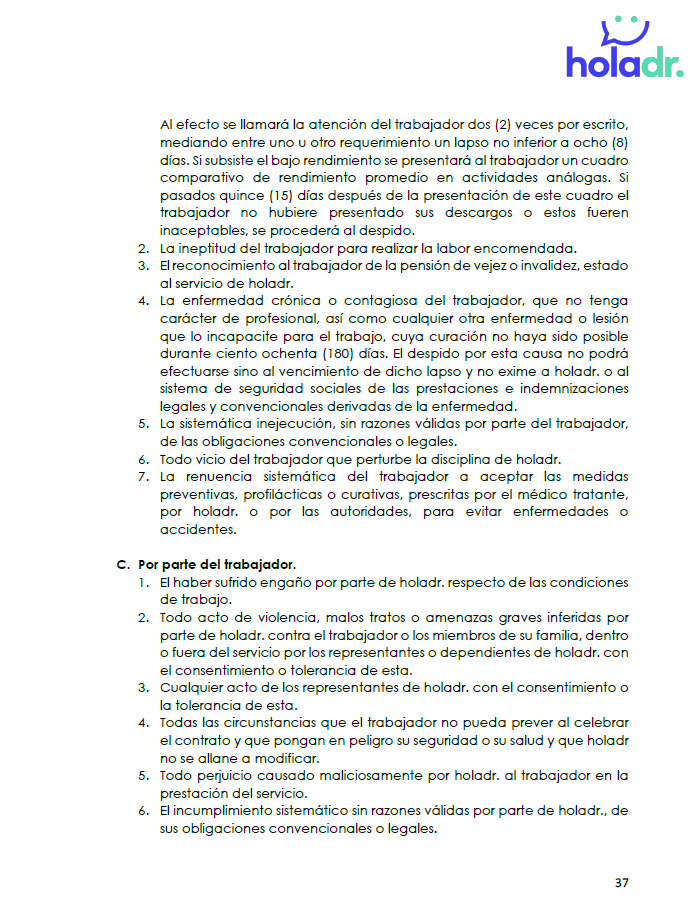 holadr.
Al efecto se llamará la atención del trabajador dos (2) veces por escrito,
mediando entre uno u otro requerimiento un lapso no inferior a ocho (8)
días. Si subsiste el bajo rendimiento se presentará al trabajador un cuadro
comparativo de rendimiento promedio en actividades análogas. Si
pasados quince (15) días después de la presentación de este cuadro el
trabajador no hubiere presentado sus descargos o estos fueren
inaceptables, se procederá al despido.
2. La ineptitud del trabajador para realizar la labor encomendada.
3. El reconocimiento al trabajador de la pensión de vejez o invalidez, estado
al servicio de holadr.
4. La enfermedad crónica o contagiosa del trabajador, que no tenga
carácter de profesional, así como cualquier otra enfermedad o lesión
que lo incapacite para el trabajo, cuya curación no haya sido posible
durante ciento ochenta (180) días. El despido por esta causa no podrá
efectuarse sino al vencimiento de dicho lapso y no exime a holadr. o al
sistema de seguridad sociales de las prestaciones e indemnizaciones
legales y convencionales derivadas de la enfermedad.
5. La sistemática inejecución, sin razones válidas por parte del trabajador,
de las obligaciones convencionales o legales.
6. Todo vicio del trabajador que perturbe la disciplina de holadr.
7. La renuencia sistemática del trabajador a aceptar las medidas
preventivas, profilácticas o curativas, prescritas por el médico tratante,
por holadr. o por las autoridades, para evitar enfermedades o
accidentes.
C. Por parte del trabajador.
1. El haber sufrido engaño por parte de holadr. respecto de las condiciones
de trabajo.
2. Todo acto de violencia, malos tratos o amenazas graves inferidas por
parte de holadr. contra el trabajador o los miembros de su familia, dentro
o fuera del servicio por los representantes o dependientes de holadr. con
el consentimiento o tolerancia de esta.
3. Cualquier acto de los representantes de holadr. con el consentimiento o
la tolerancia de esta.
4. Todas las circunstancias que el trabajador no pueda prever al celebrar
el contrato y que pongan en peligro su seguridad o su salud y que holadr
no se allane a modificar.
5. Todo perjuicio causado maliciosamente por holadr. al trabajador en la
prestación del servicio.
6. El incumplimiento sistemático sin razones válidas por parte de holadr., de
sus obligaciones convencionales o legales.
37